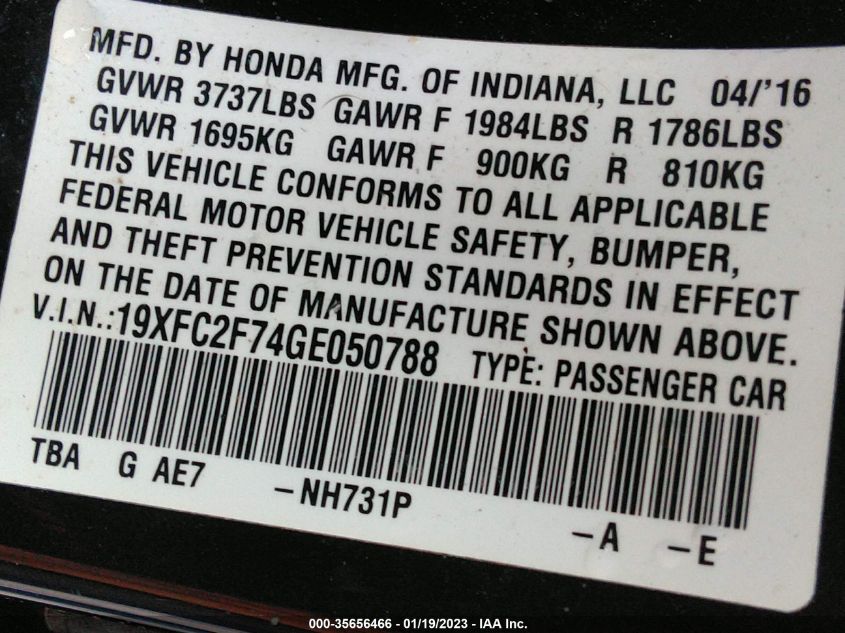 MFD. BY HONDA MFG. OF INDIANA, LLC 04/'16
GVWR 3737LBS GAWR F 1984LBS R 1786LBS
GVWR 1695KG GAWR F 900KG R 810KG
THIS VEHICLE CONFORMS TO ALL APPLICABLE
FEDERAL MOTOR VEHICLE SAFETY, BUMPER,
AND THEFT PREVENTION STANDARDS IN EFFECT
ON THE DATE OF MANUFACTURE SHOWN ABOVE.
V.I.N.:19XFC2F74GE050788 TYPE: PASSENGER CAR
TBA G AE7 -NH731P -A -E
000-35656466 - 01/19/2023 - IAA Inc.